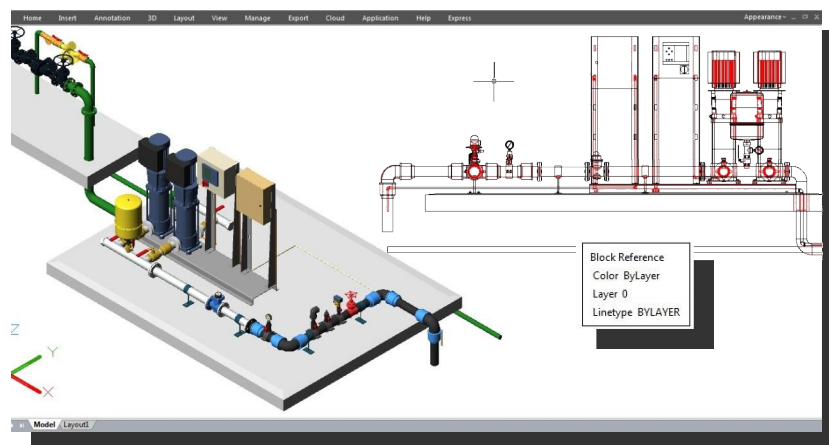 Home Insert Annotation 3D Layout View Manage Export Cloud Application Help Express Appearance
Block Reference
Color ByLayer
Layer 0
Linetype BYLAYER
Z
Y
X
Model Layout1